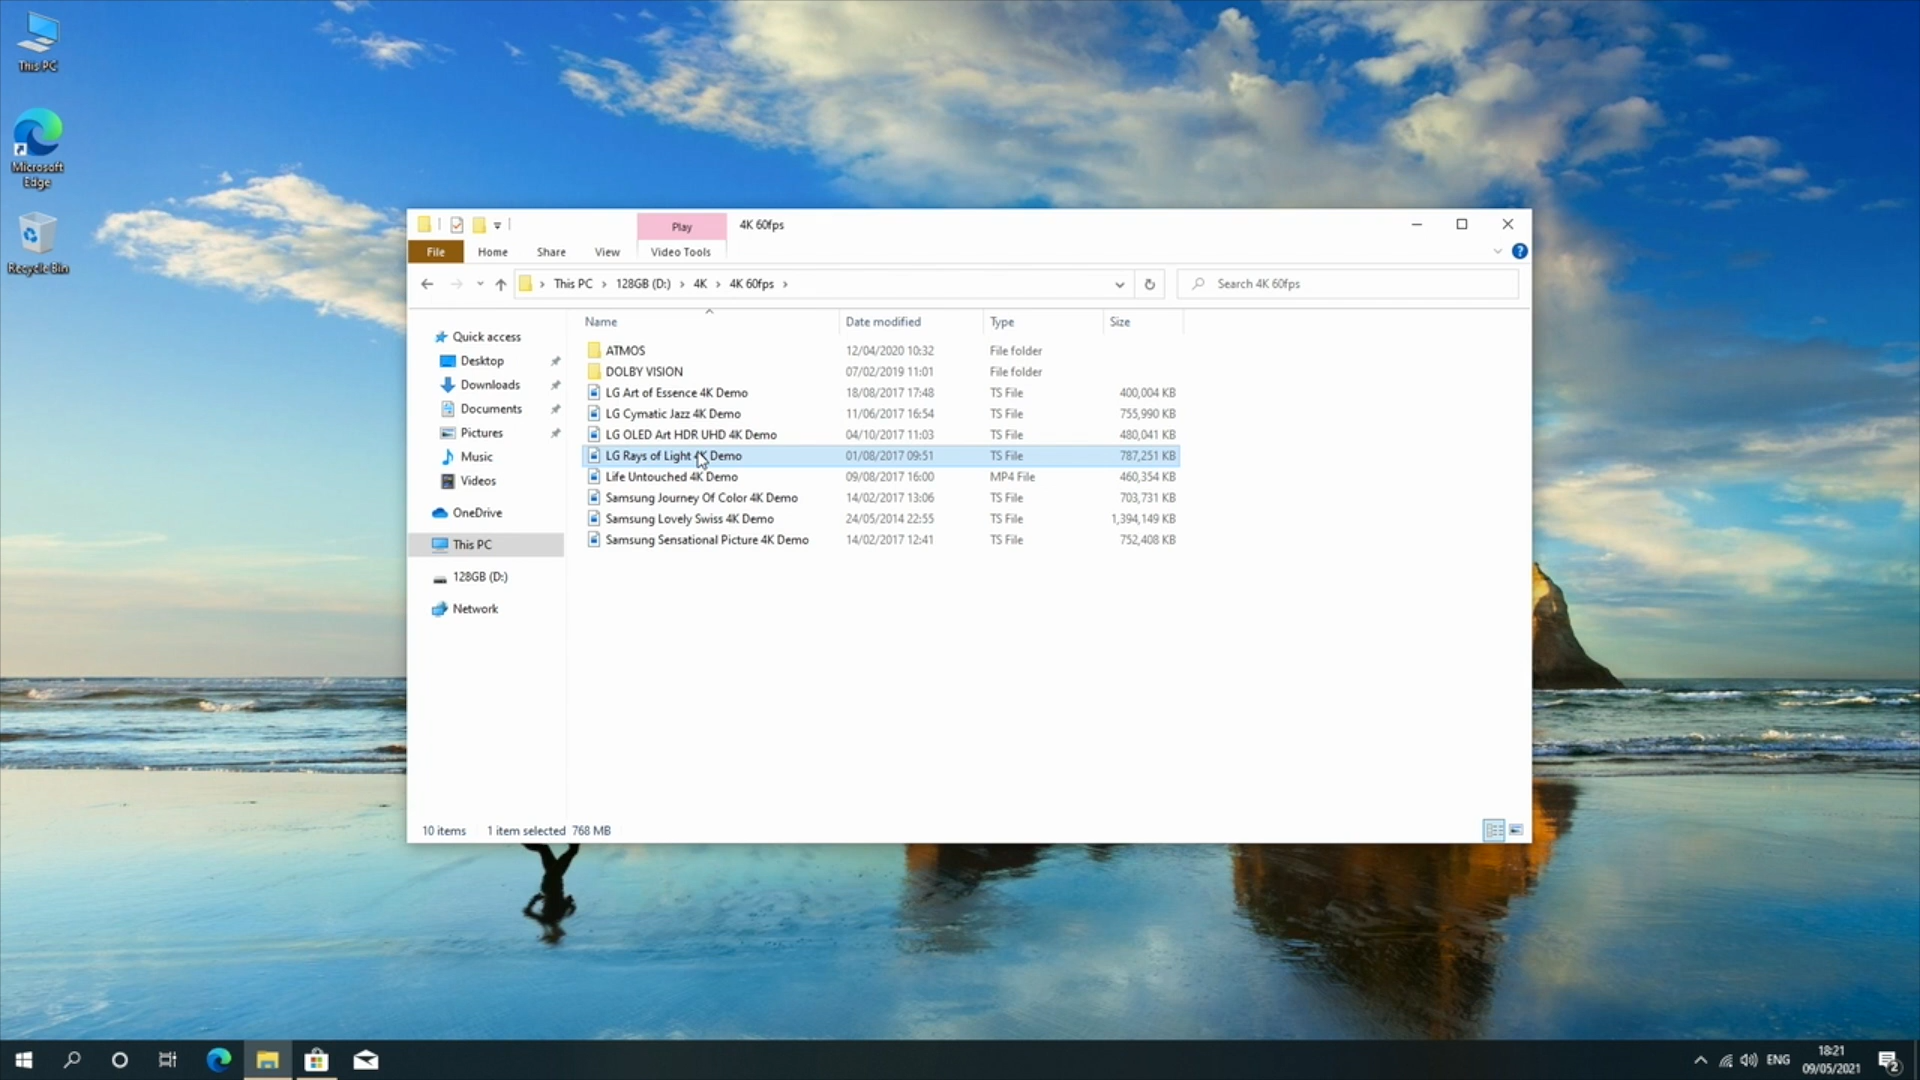 This PC
Microsoft
Edge
Recycle Bin
Play
4K 60fps
File
Home
Share
View
Video Tools
This PC
128GB (D:)
4K
4K 60fps
Search 4K 60fps
Name
Date modified
Type
Size
Quick access
Desktop
Downloads
Documents
Pictures
Music
Videos
OneDrive
This PC
128GB (D:)
Network
ATMOS 12/04/2020 10:32 File folder
DOLBY VISION 07/02/2019 11:01 File folder
LG Art of Essence 4K Demo 18/08/2017 17:48 TS File 400,004 KB
LG Cymatic Jazz 4K Demo 11/06/2017 16:54 TS File 755,990 KB
LG OLED Art HDR UHD 4K Demo 04/10/2017 11:03 TS File 480,041 KB
LG Rays of Light 4K Demo 01/08/2017 09:51 TS File 787,251 KB
Life Untouched 4K Demo 09/08/2017 16:00 MP4 File 460,354 KB
Samsung Journey Of Color 4K Demo 14/02/2017 13:06 TS File 703,731 KB
Samsung Lovely Swiss 4K Demo 24/05/2014 22:55 TS File 1,394,149 KB
Samsung Sensational Picture 4K Demo 14/02/2017 12:41 TS File 752,408 KB
10 items
1 item selected 768 MB
ENG
18:21
09/05/2021
2